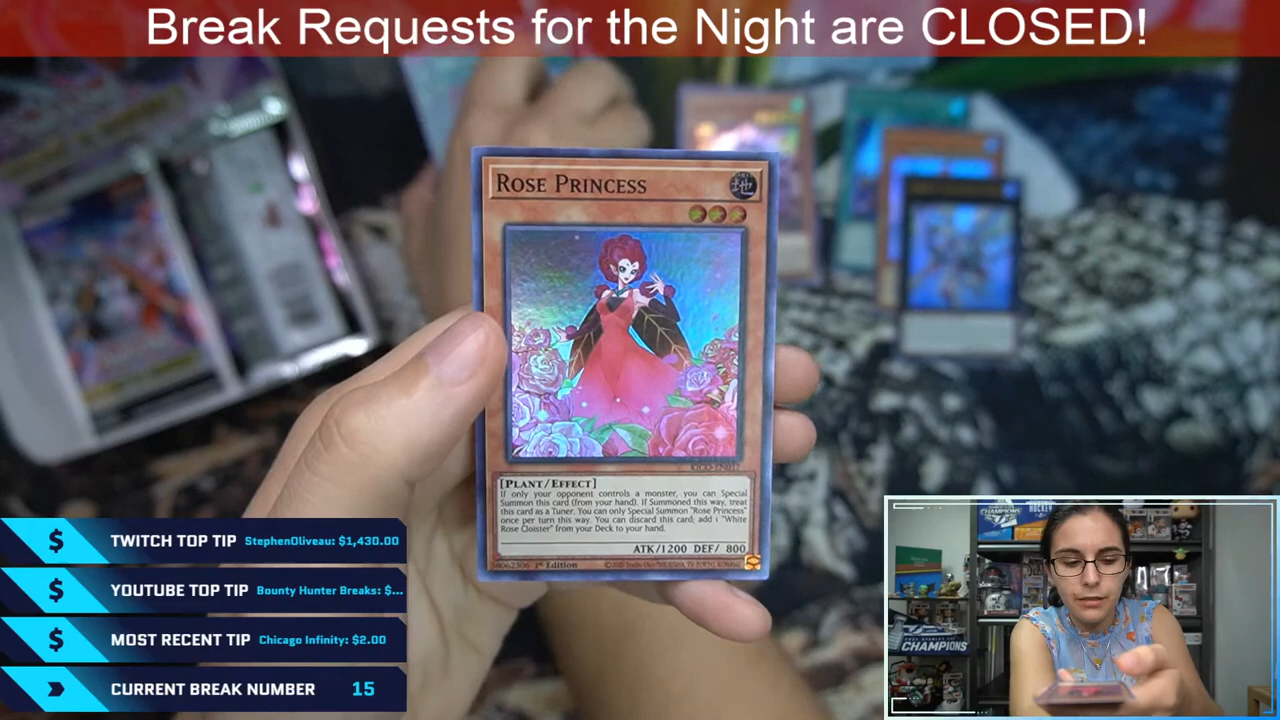 Break Requests for the Night are CLOSED!
ROSE PRINCESS
KICO-EN017
[PLANT/EFFECT]
If only your opponent controls a monster, you can Special
Summon this card (from your hand). If Summoned this way, treat
this card as a Tuner. You can only Special Summon "Rose Princess"
once per turn this way. You can discard this card; add 1 "White
Rose Cloister" from your Deck to your hand.
ATK/1200 DEF/ 800
38062306 1st Edition
$ TWITCH TOP TIP StephenOliveau: $1,430.00
$ YOUTUBE TOP TIP Bounty Hunter Breaks: $...
$ MOST RECENT TIP Chicago Infinity: $2.00
CURRENT BREAK NUMBER 15
CHAMPIONS
HOCKEY
CHAMPIONS